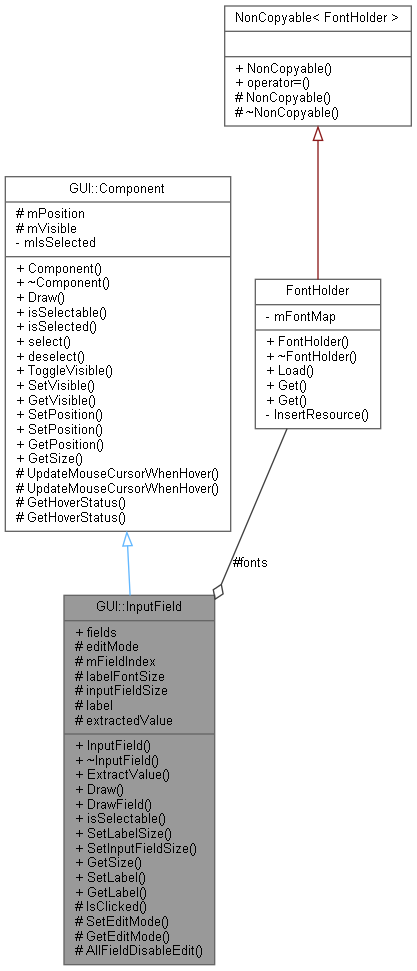 NonCopyable< FontHolder >
+ NonCopyable()
+ operator=()
# NonCopyable()
# ~NonCopyable()
GUI::Component
# mPosition
# mVisible
- mIsSelected
+ Component()
+ ~Component()
+ Draw()
+ isSelectable()
+ isSelected()
+ select()
+ deselect()
+ ToggleVisible()
+ SetVisible()
+ GetVisible()
+ SetPosition()
+ SetPosition()
+ GetPosition()
+ GetSize()
# UpdateMouseCursorWhenHover()
# UpdateMouseCursorWhenHover()
# GetHoverStatus()
# GetHoverStatus()
FontHolder
- mFontMap
+ FontHolder()
+ ~FontHolder()
+ Load()
+ Get()
+ Get()
- InsertResource()
#fonts
GUI::InputField
+ fields
# editMode
# mFieldIndex
# labelFontSize
# inputFieldSize
# label
# extractedValue
+ InputField()
+ ~InputField()
+ ExtractValue()
+ Draw()
+ DrawField()
+ isSelectable()
+ SetLabelSize()
+ SetInputFieldSize()
+ GetSize()
+ SetLabel()
+ GetLabel()
# IsClicked()
# SetEditMode()
# GetEditMode()
# AllFieldDisableEdit()